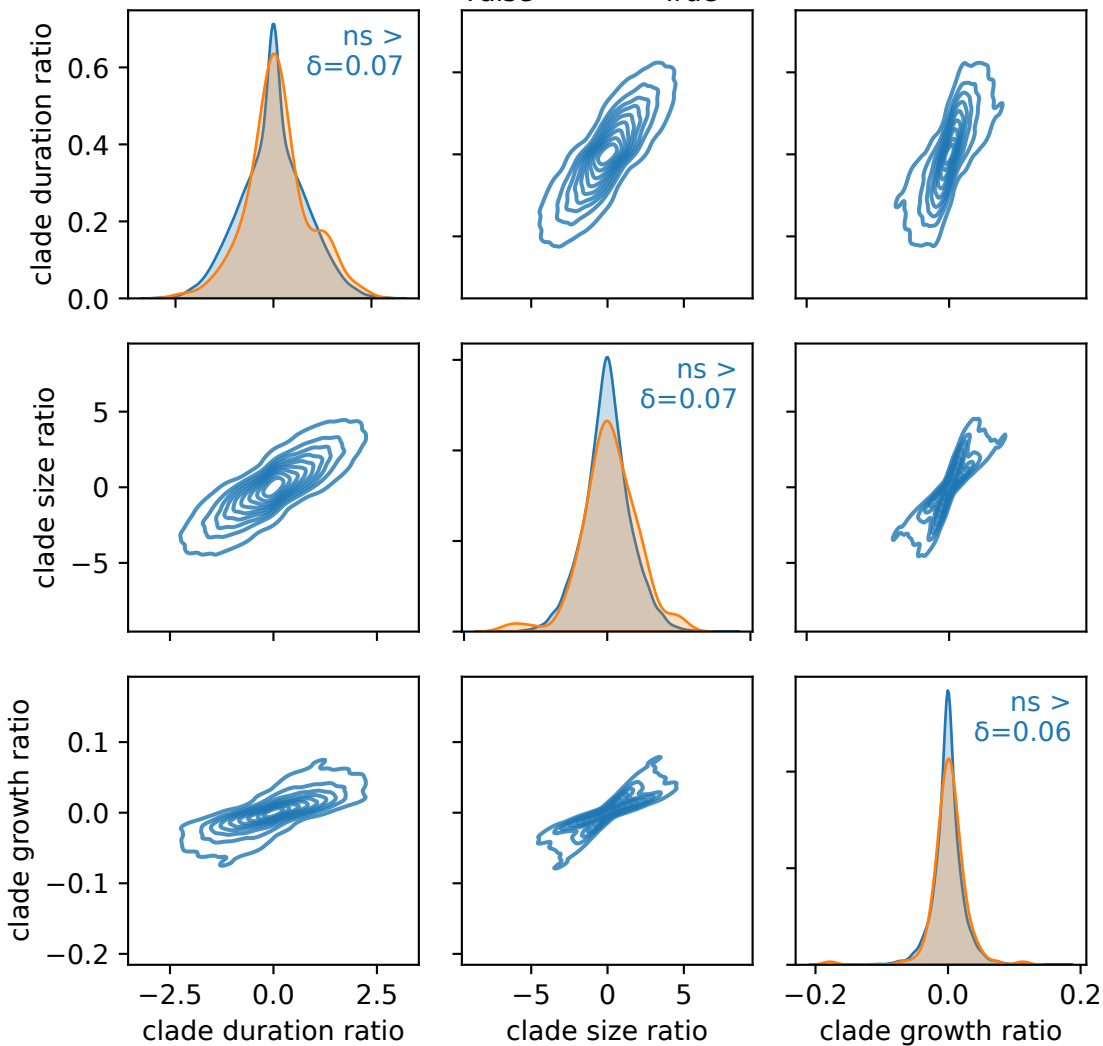 clade duration ratio
0.6
0.4
0.2
0.0
ns >
δ=0.07
clade size ratio
5
0
−5
ns >
δ=0.07
clade growth ratio
0.1
0.0
−0.1
−0.2
ns >
δ=0.06
−2.5 0.0 2.5
clade duration ratio
−5 0 5
clade size ratio
−0.2 0.0 0.2
clade growth ratio